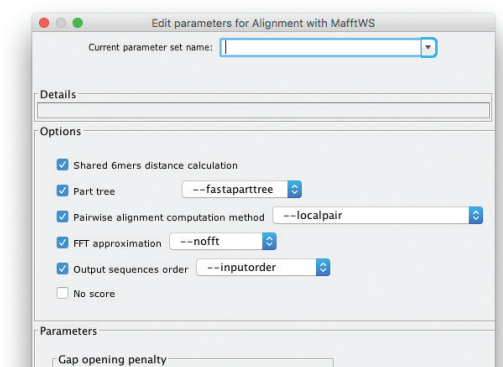 Edit parameters for Alignment with MafftWS
Current parameter set name:
Details
Options
Shared 6mers distance calculation
Part tree --fastaparttree
Pairwise alignment computation method --localpair
FFT approximation --nofft
Output sequences order --inputorder
No score
Parameters
Gap opening penalty